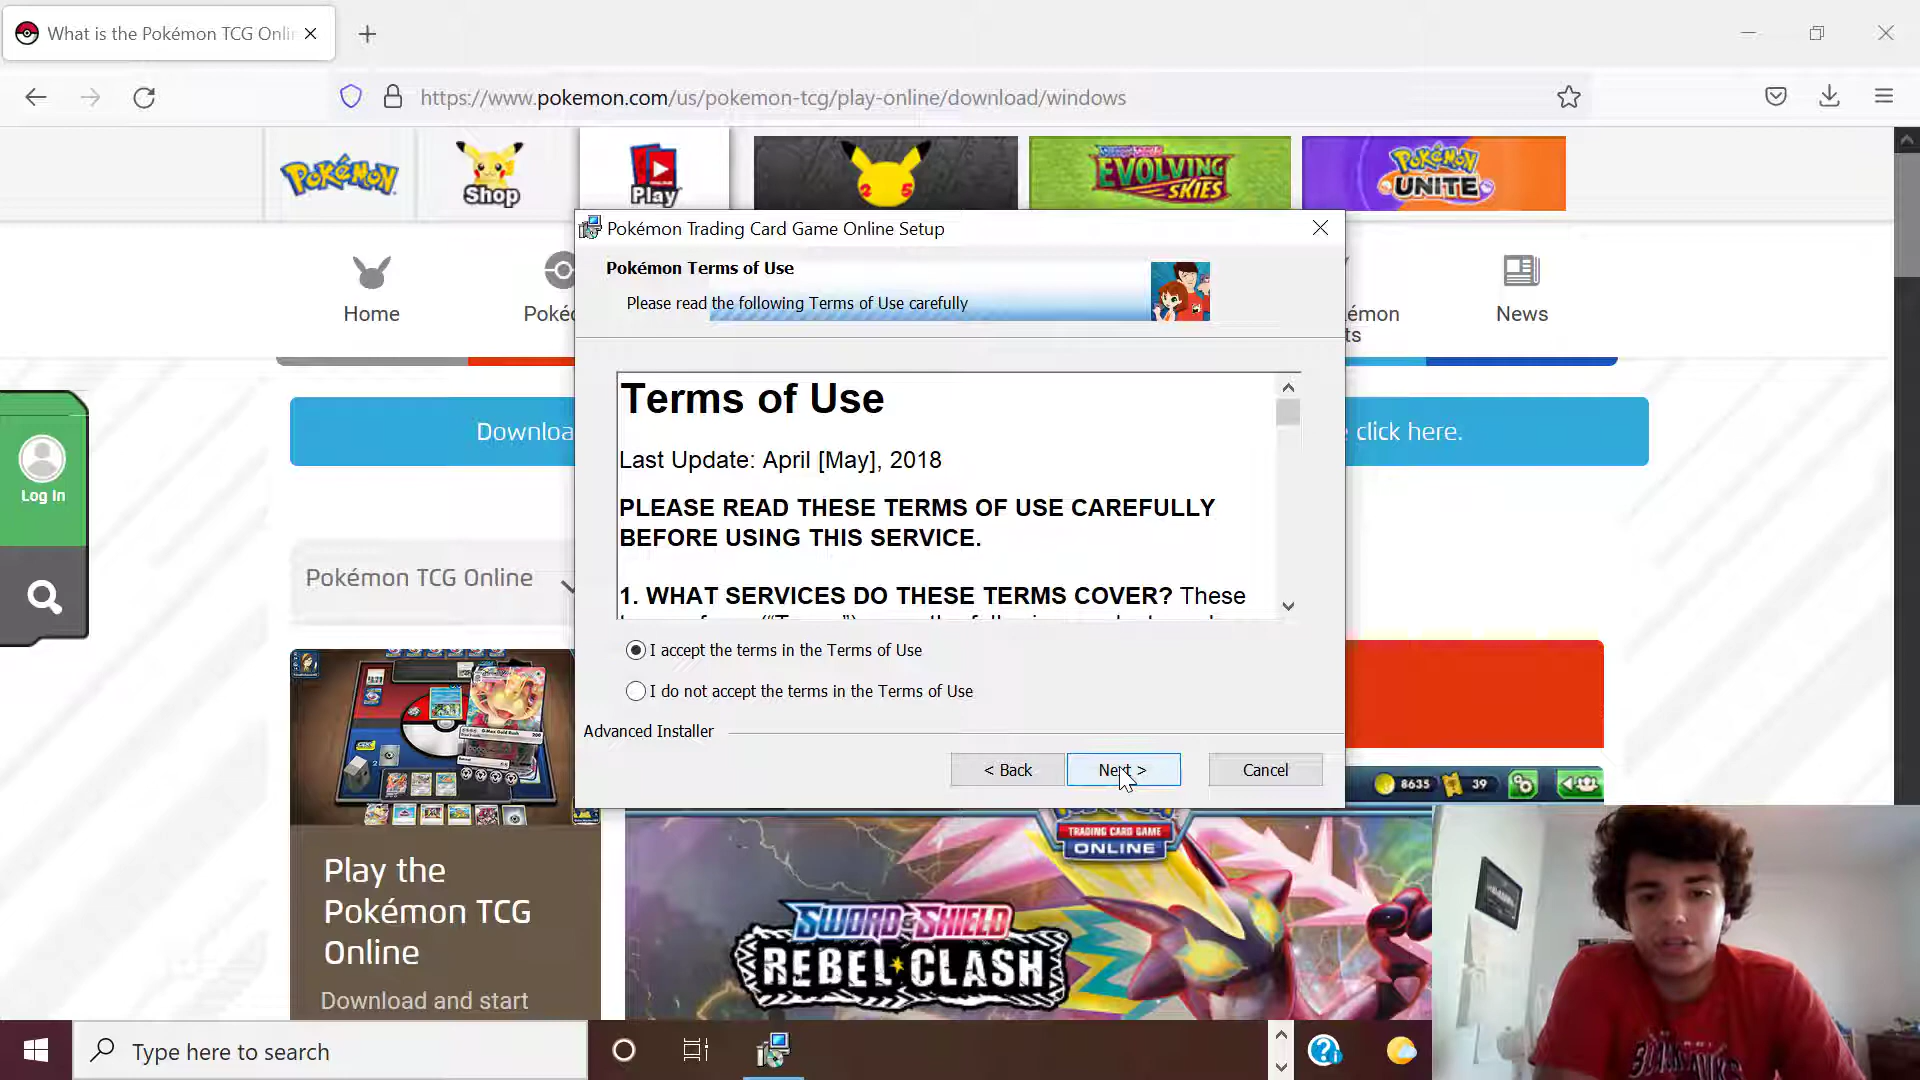 What is the Pokémon TCG Onli
https://www.pokemon.com/us/pokemon-tcg/play-online/download/windows
Pokémon
Shop
Play
25
EVOLVING SKIES
Pokémon UNITE
Home
Poké
émon
ts
News
Pokémon Trading Card Game Online Setup
Pokémon Terms of Use
Please read the following Terms of Use carefully
Terms of Use
Last Update: April [May], 2018
PLEASE READ THESE TERMS OF USE CAREFULLY
BEFORE USING THIS SERVICE.
1. WHAT SERVICES DO THESE TERMS COVER? These
I accept the terms in the Terms of Use
I do not accept the terms in the Terms of Use
Advanced Installer
< Back
Next >
Cancel
Downloa
click here.
Log In
Pokémon TCG Online
8635
39
Play the
Pokémon TCG
Online
Download and start
TRADING CARD GAME
ONLINE
SWORD & SHIELD
REBEL CLASH
Type here to search